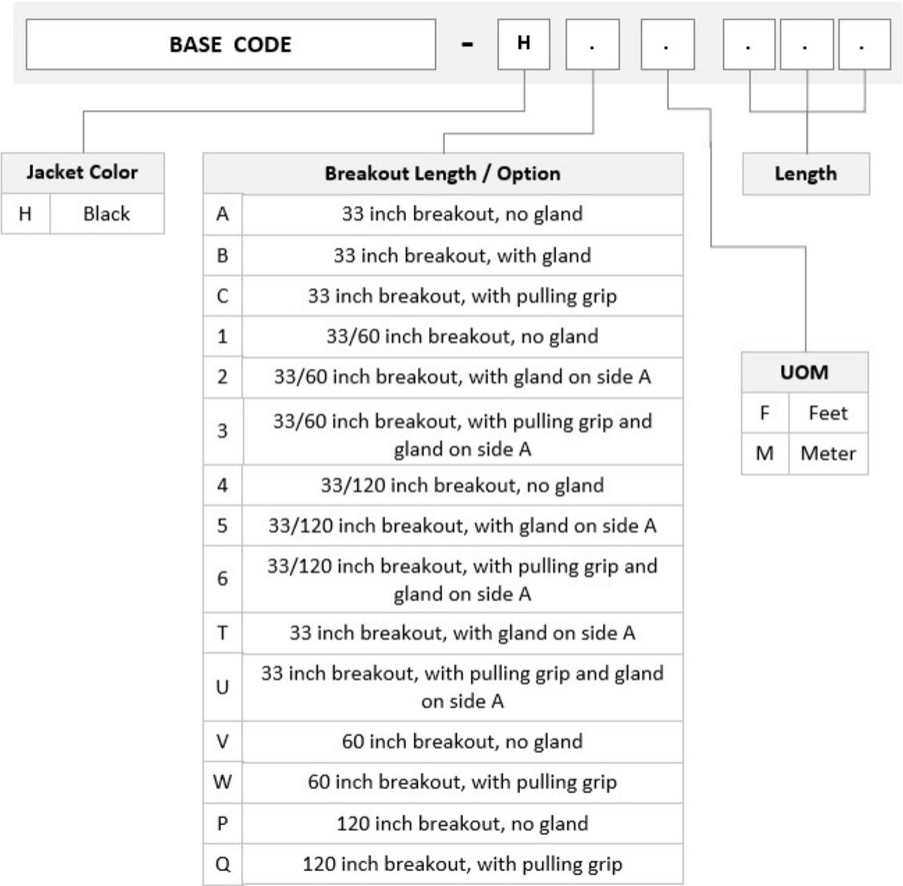 BASE CODE - H . . . . .
Jacket Color
H Black
Breakout Length / Option
A 33 inch breakout, no gland
B 33 inch breakout, with gland
C 33 inch breakout, with pulling grip
1 33/60 inch breakout, no gland
2 33/60 inch breakout, with gland on side A
3 33/60 inch breakout, with pulling grip and
gland on side A
4 33/120 inch breakout, no gland
5 33/120 inch breakout, with gland on side A
6 33/120 inch breakout, with pulling grip and
gland on side A
T 33 inch breakout, with gland on side A
U 33 inch breakout, with pulling grip and gland
on side A
V 60 inch breakout, no gland
W 60 inch breakout, with pulling grip
P 120 inch breakout, no gland
Q 120 inch breakout, with pulling grip
Length
UOM
F Feet
M Meter